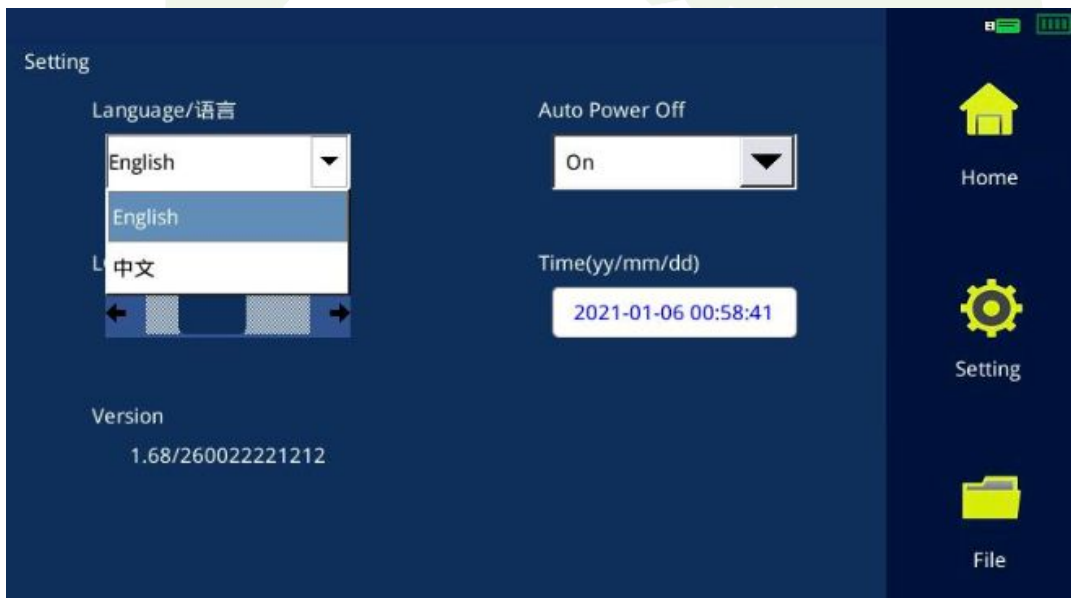 Setting
Language/语言
English
English
中文
Auto Power Off
On
Time(yy/mm/dd)
2021-01-06 00:58:41
Version
1.68/260022221212
Home
Setting
File